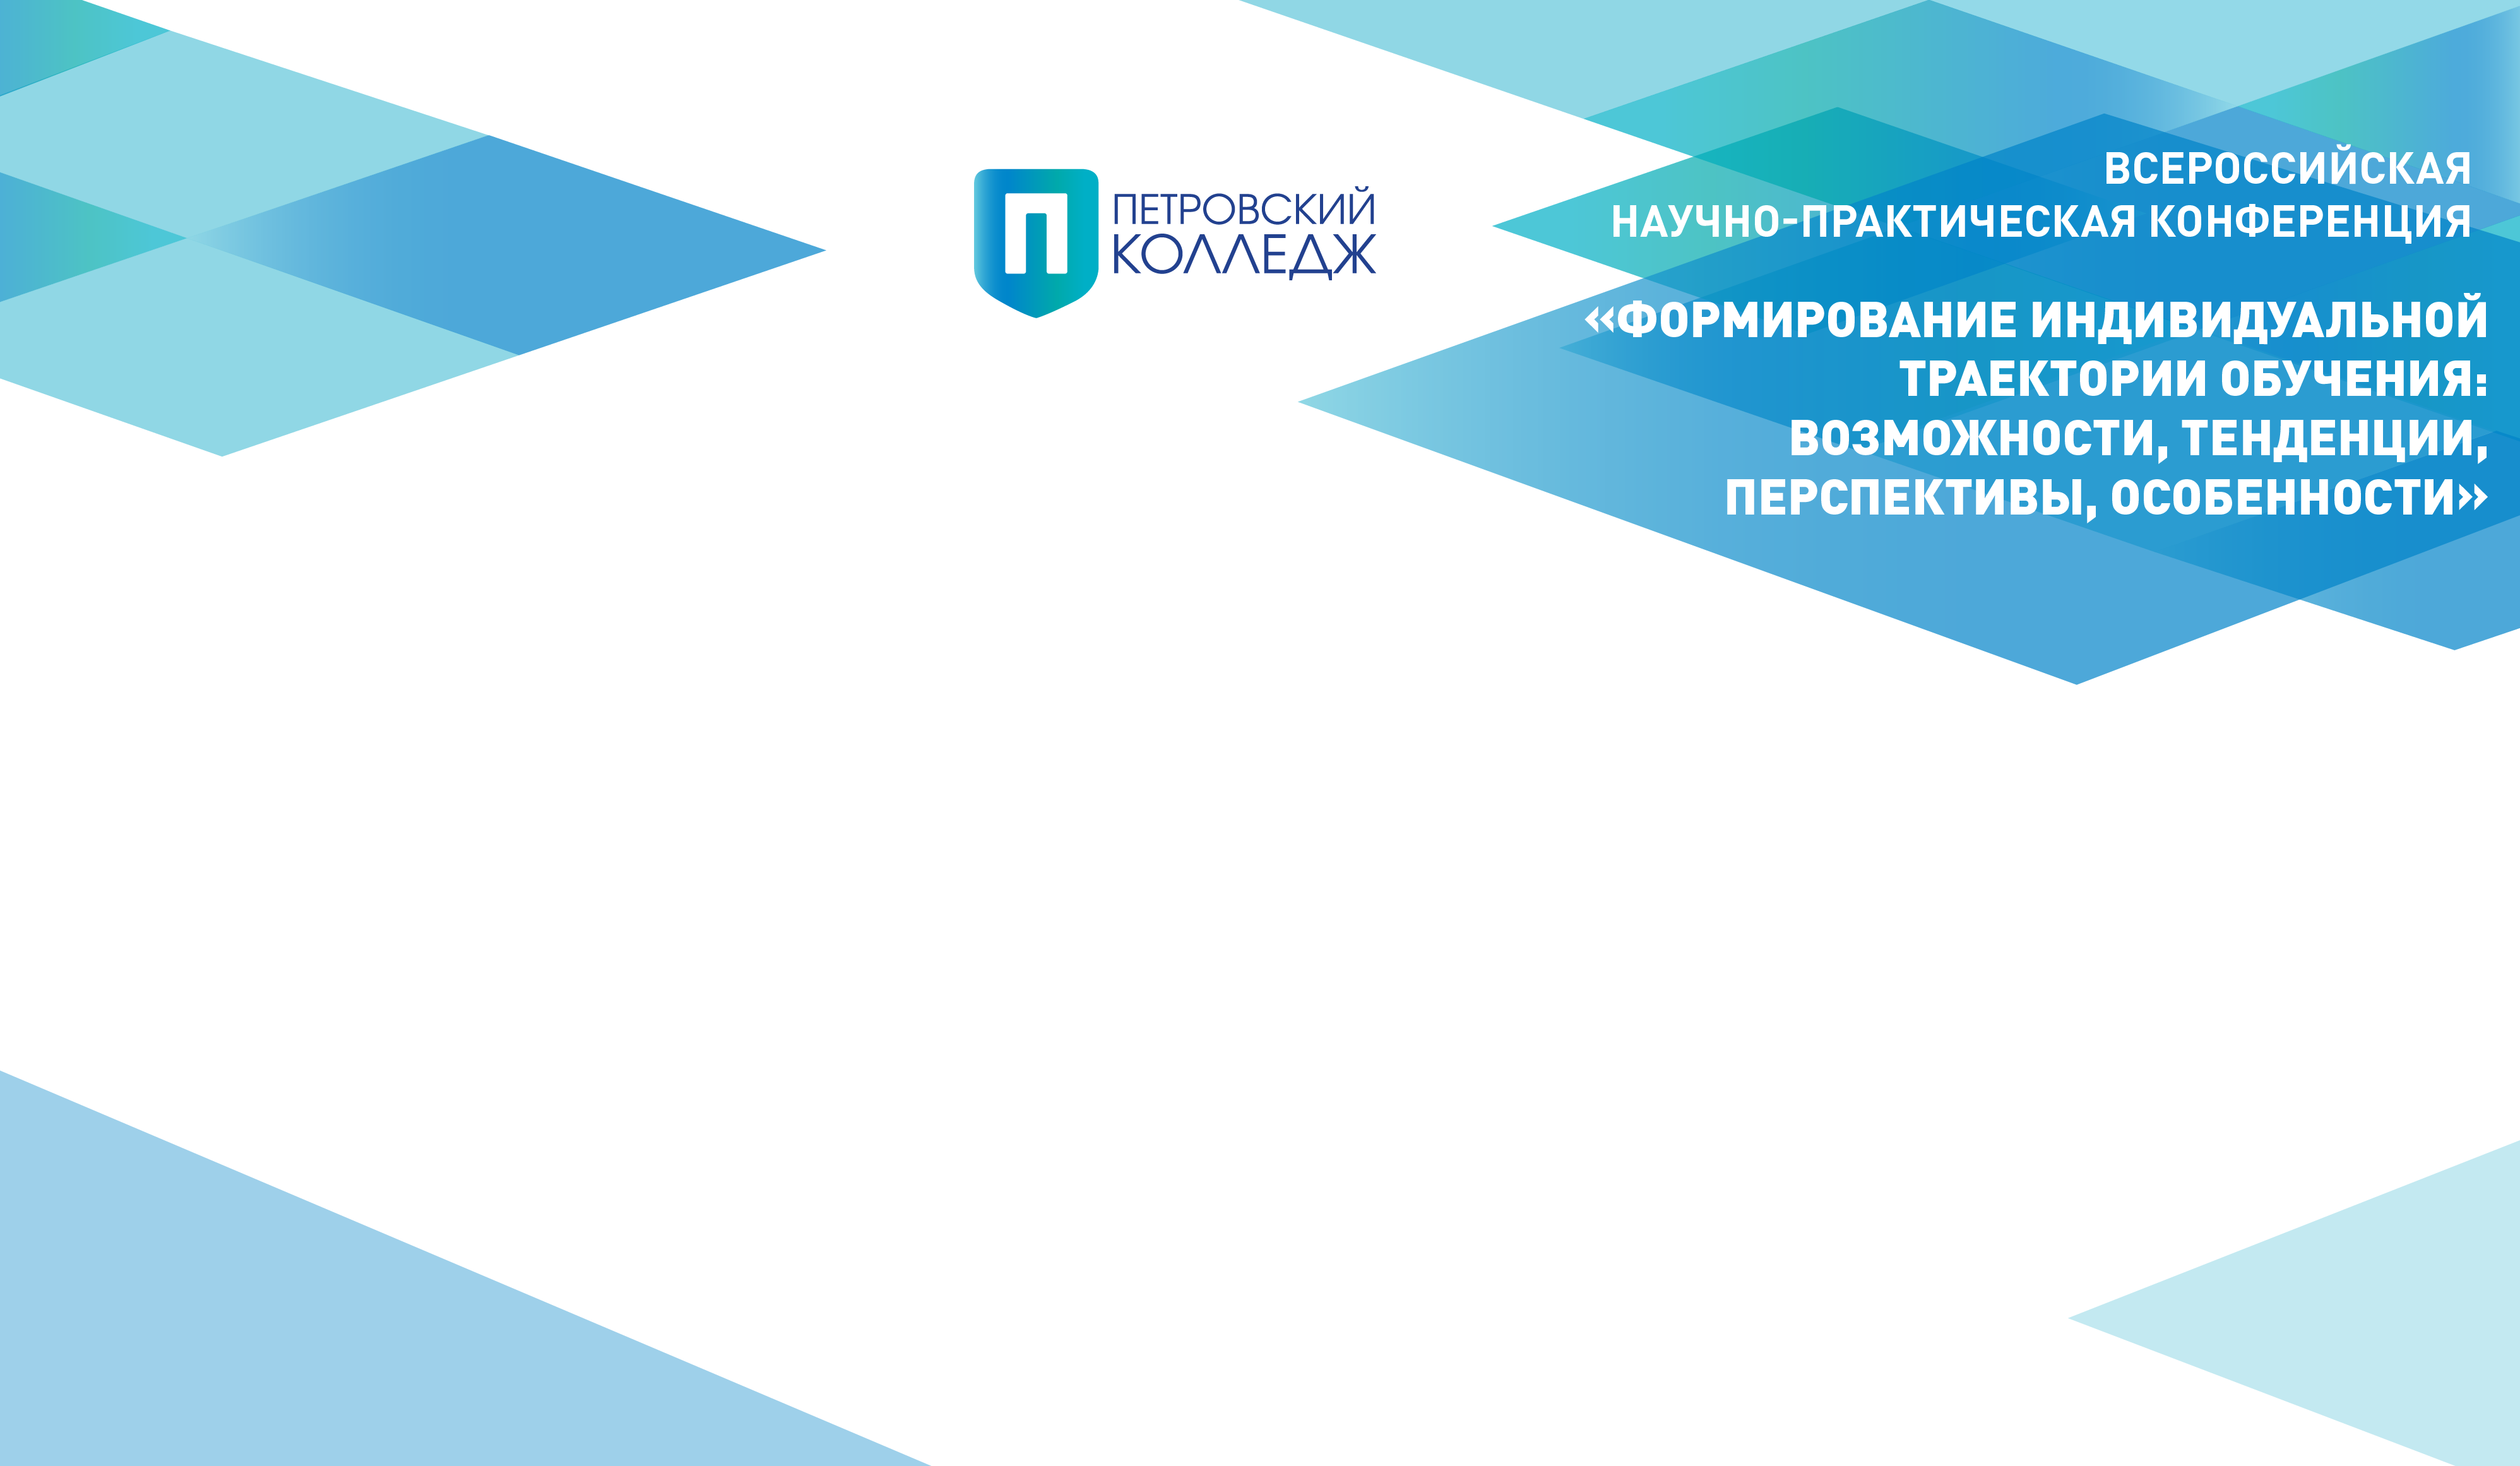 П
ПЕТРОВСКИЙ
КОЛЛЕДЖ
ВСЕРОССИЙСКАЯ
НАУЧНО-ПРАКТИЧЕСКАЯ КОНФЕРЕНЦИЯ
«ФОРМИРОВАНИЕ ИНДИВИДУАЛЬНОЙ
ТРАЕКТОРИИ ОБУЧЕНИЯ:
ВОЗМОЖНОСТИ, ТЕНДЕНЦИИ,
ПЕРСПЕКТИВЫ, ОСОБЕННОСТИ»